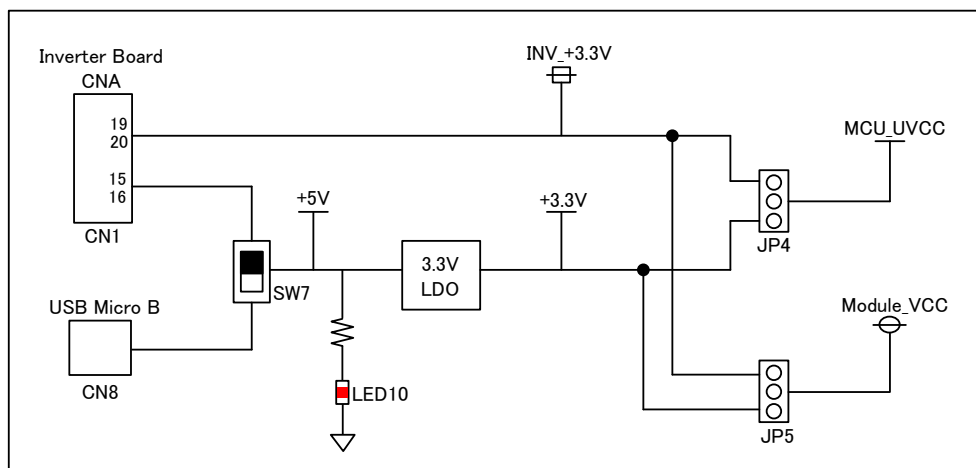 Inverter Board
CNA
19
20
15
16
CN1
INV_+3.3V
MCU_UVCC
+5V
+3.3V
JP4
3.3V
LDO
SW7
USB Micro B
CN8
LED10
Module_VCC
JP5